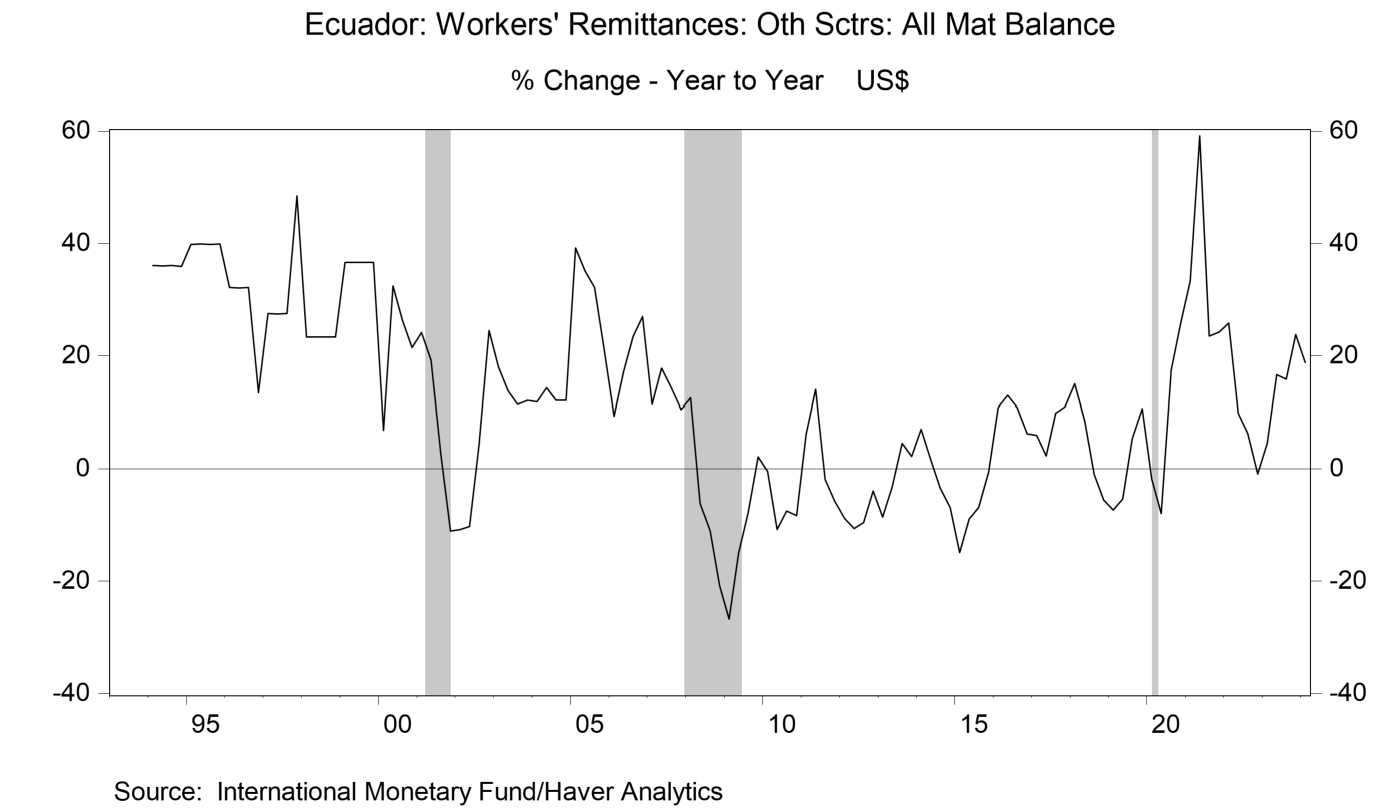 Ecuador: Workers' Remittances: Oth Sctrs: All Mat Balance
% Change - Year to Year US$
60 60
40 40
20 20
0 0
-20 -20
-40 -40
95 00 05 10 15 20
Source: International Monetary Fund/Haver Analytics